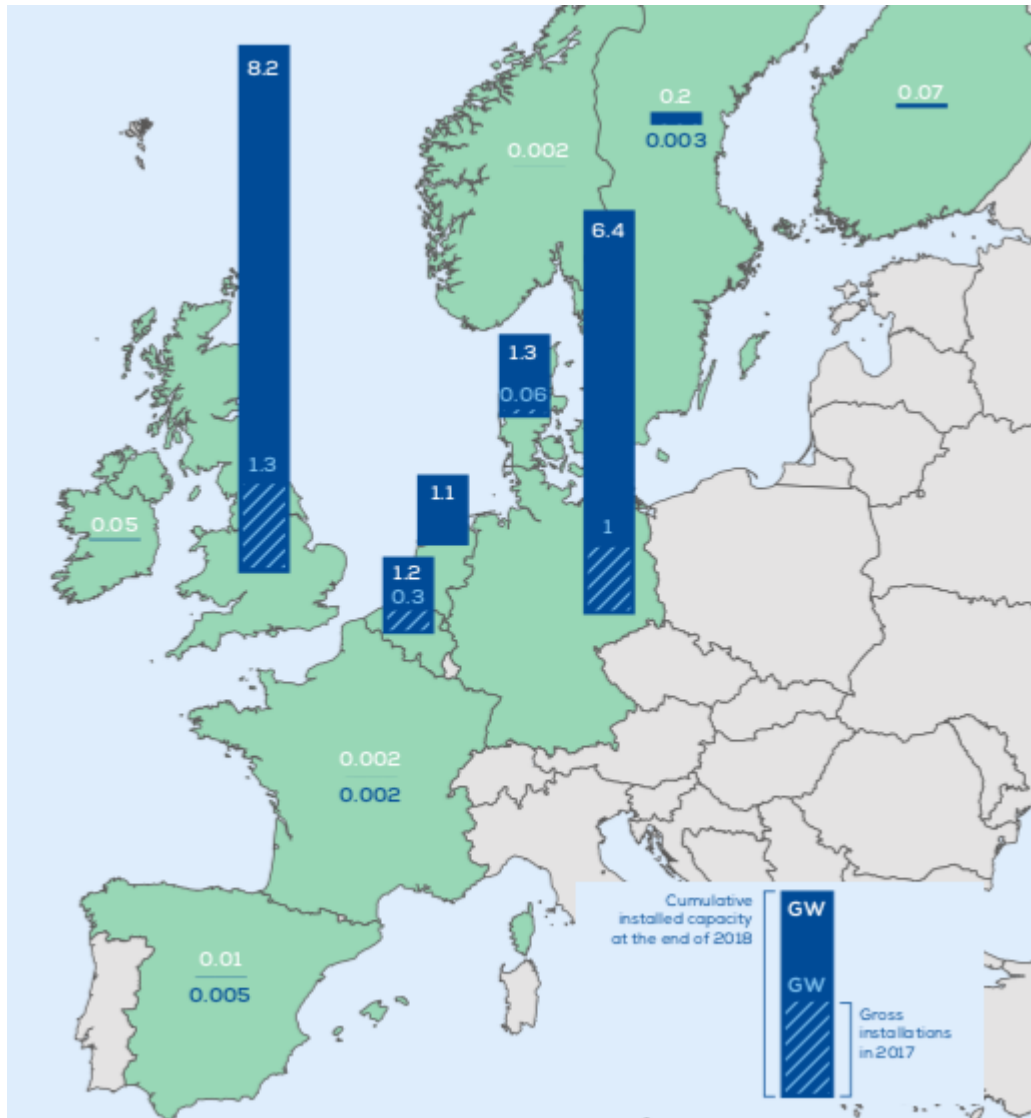 8.2
0.2
0.003
0.07
0.002
6.4
1.3
0.06
1.3
1.1
0.05
1
1.2
0.3
0.002
0.002
Cumulative
installed capacity
at the end of 2018
GW
GW
Gross
installations
in 2017
0.01
0.005